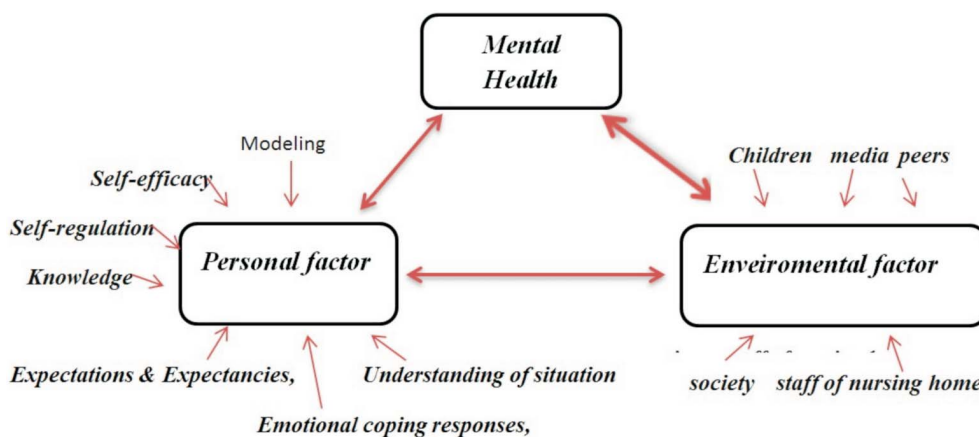 Mental
Health
Modeling
Children media peers
Self-efficacy
Self-regulation
Personal factor
Enveiromental factor
Knowledge
Expectations & Expectancies,
Understanding of situation
society staff of nursing home
Emotional coping responses,